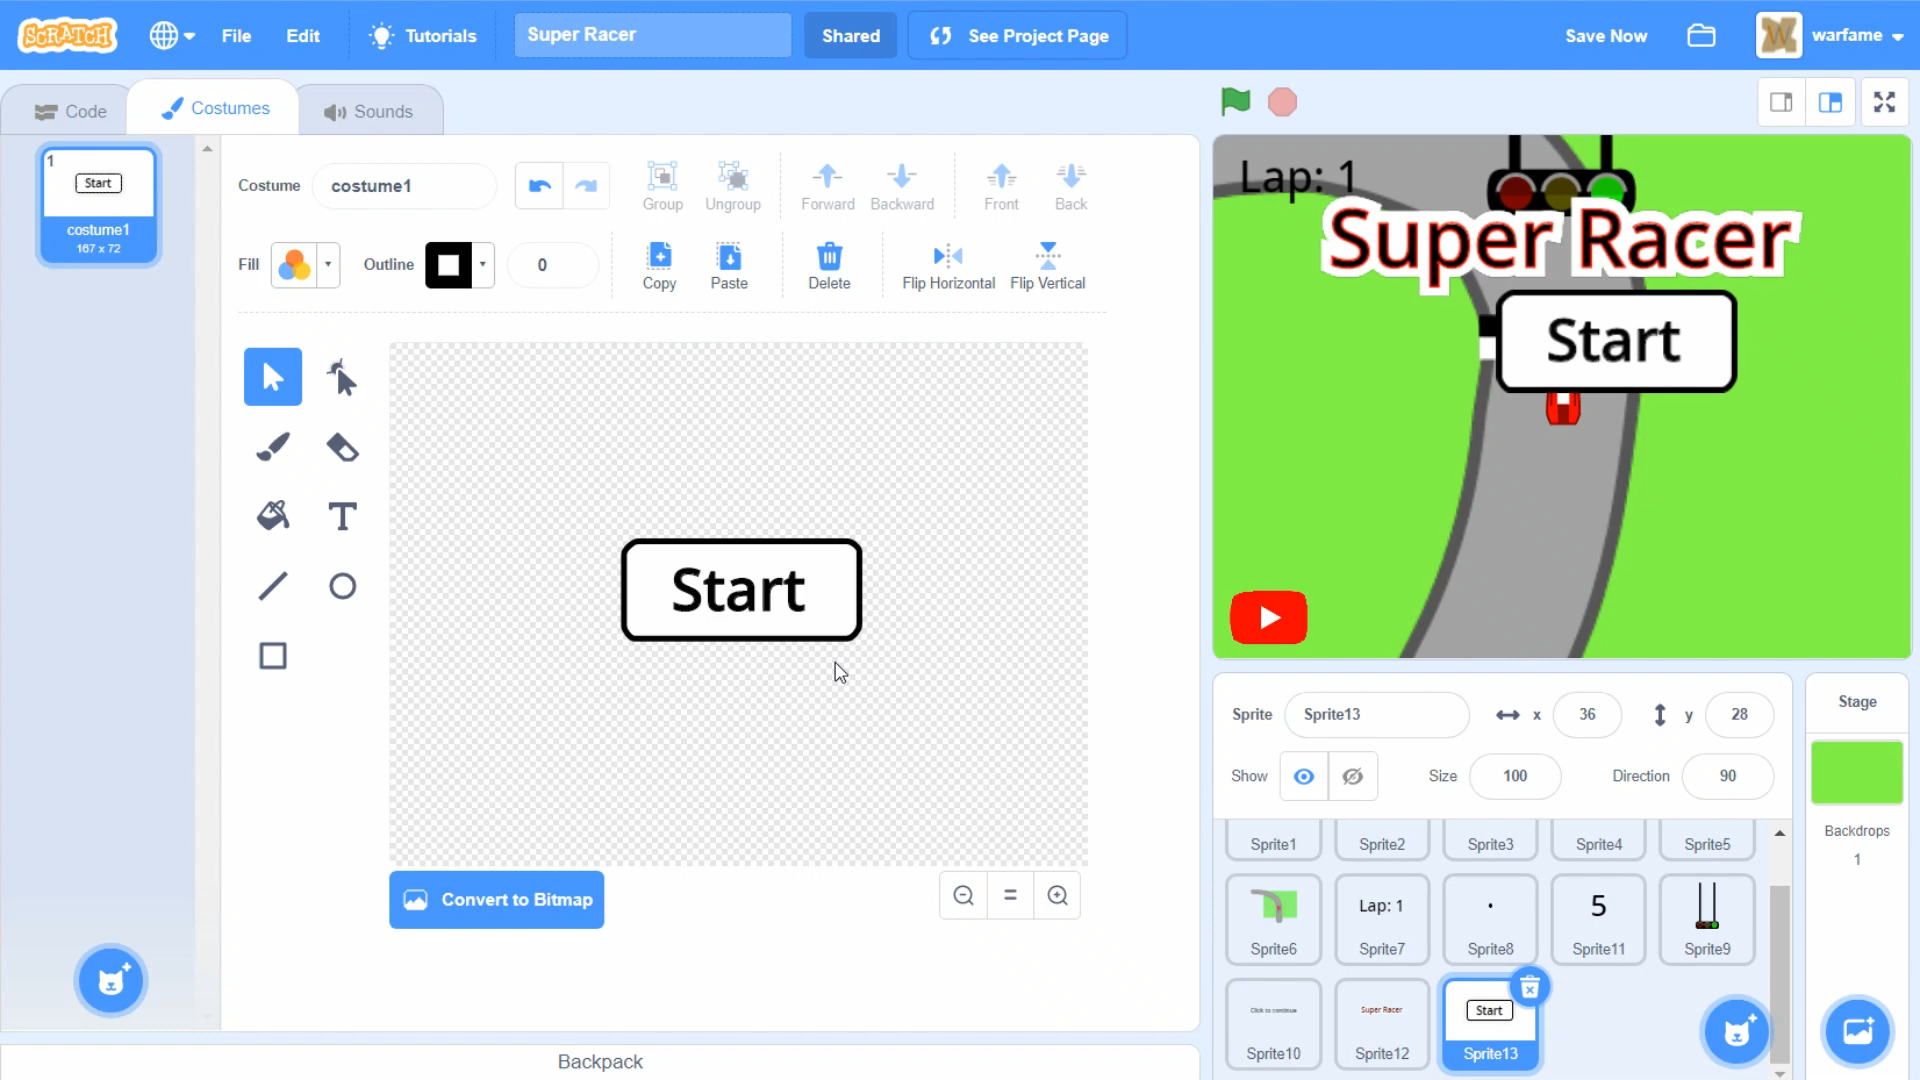 SCRATCH File Edit Tutorials Super Racer Shared See Project Page Save Now warfame
Code Costumes Sounds
1
Start
costume1
167 x 72
Costume costume1 Group Ungroup Forward Backward Front Back
Fill Outline 0 Copy Paste Delete Flip Horizontal Flip Vertical
Start
Convert to Bitmap
Backpack
Lap: 1
Super Racer
Start
Sprite Sprite13 x 36 y 28
Show Size 100 Direction 90
Stage
Backdrops
1
Sprite1 Sprite2 Sprite3 Sprite4 Sprite5
Lap: 1 5
Sprite6 Sprite7 Sprite8 Sprite11 Sprite9
Click to continue Super Racer Start
Sprite10 Sprite12 Sprite13